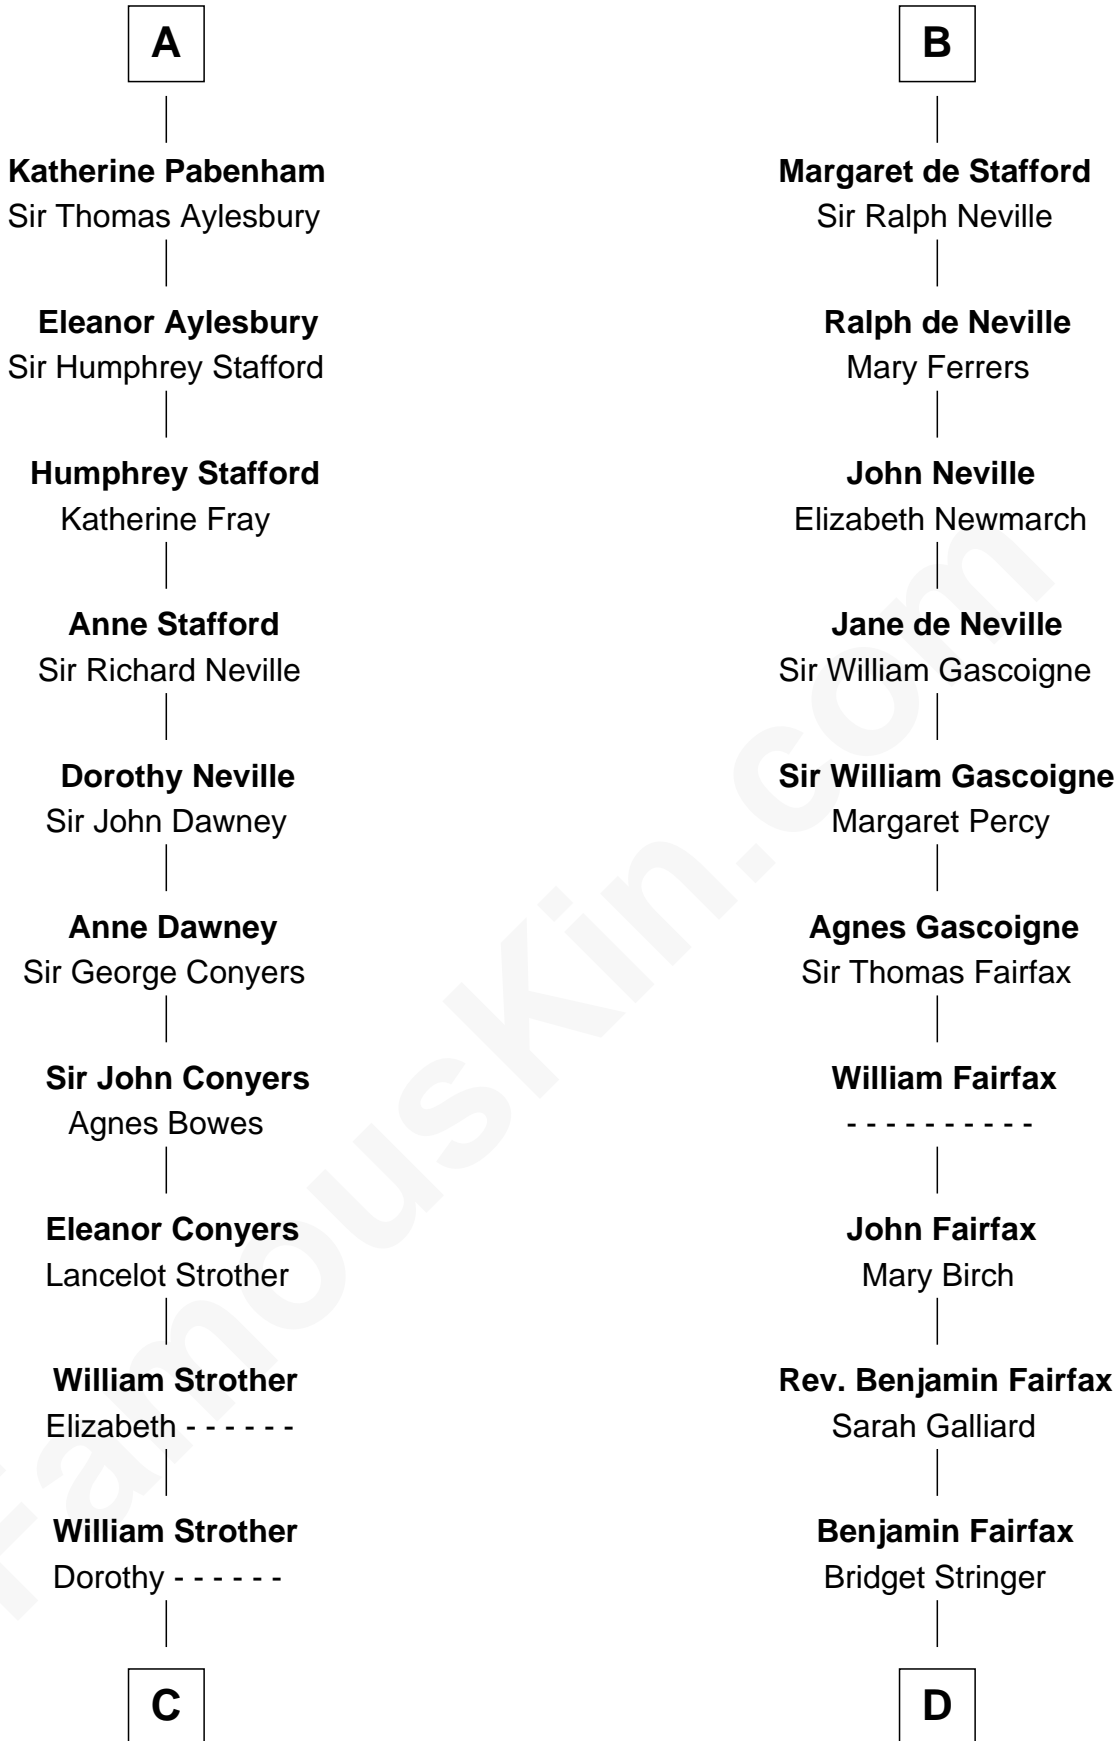 A
Katherine Pabenham
Sir Thomas Aylesbury
Eleanor Aylesbury
Sir Humphrey Stafford
Humphrey Stafford
Katherine Fray
Anne Stafford
Sir Richard Neville
Dorothy Neville
Sir John Dawney
Anne Dawney
Sir George Conyers
Sir John Conyers
Agnes Bowes
Eleanor Conyers
Lancelot Strother
William Strother
Elizabeth - - - - - -
William Strother
Dorothy - - - - - -
C
B
Margaret de Stafford
Sir Ralph Neville
Ralph de Neville
Mary Ferrers
John Neville
Elizabeth Newmarch
Jane de Neville
Sir William Gascoigne
Sir William Gascoigne
Margaret Percy
Agnes Gascoigne
Sir Thomas Fairfax
William Fairfax
- - - - - - - - - -
John Fairfax
Mary Birch
Rev. Benjamin Fairfax
Sarah Galliard
Benjamin Fairfax
Bridget Stringer
D
FamousKin.com